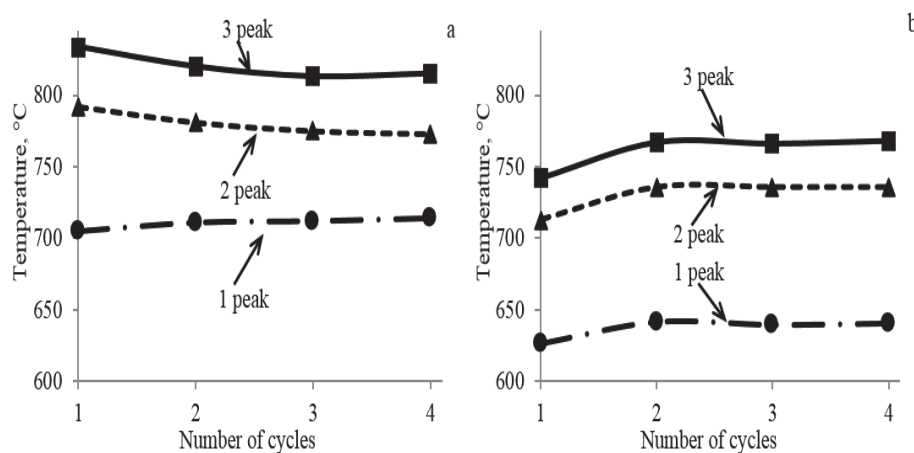 a
3 peak
800
2 peak
750
700
1 peak
650
600
Temperature, °C
1 2 3 4
Number of cycles
b
3 peak
800
750
2 peak
700
1 peak
650
600
Temperature, °C
1 2 3 4
Number of cycles